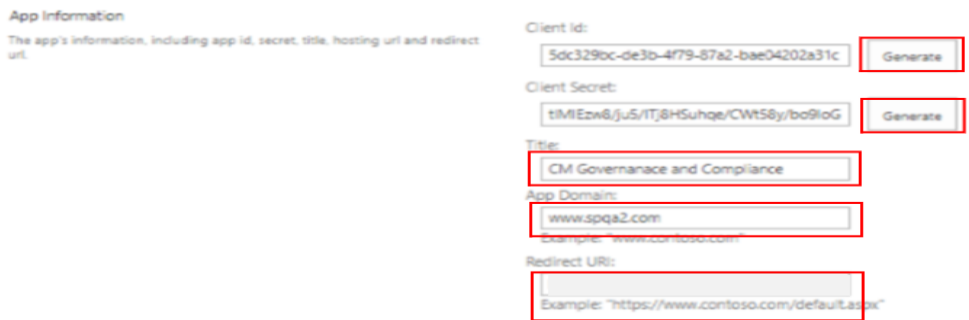 App Information
The app's information, including app id, secret, title, hosting url and redirect
url.
Client Id:
5dc329bc-de3b-4f79-87a2-bae04202a31c
Generate
Client Secret:
Generate
Title:
CM Governanace and Compliance
App Domain:
www.spqa2.com
Example: "www.contoso.com"
Redirect URI:
Example: "https://www.contoso.com/default.aspx"